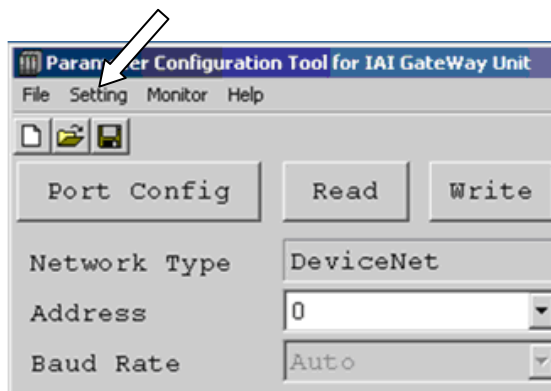 Parameter Configuration Tool for IAI GateWay Unit
File Setting Monitor Help
Port Config Read Write
Network Type DeviceNet
Address 0
Baud Rate Auto